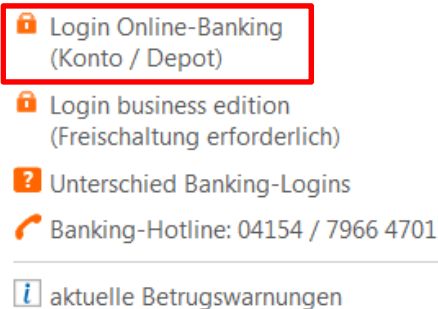 Login Online-Banking
(Konto / Depot)
Login business edition
(Freischaltung erforderlich)
? Unterschied Banking-Logins
Banking-Hotline: 04154 / 7966 4701
i aktuelle Betrugswarnungen